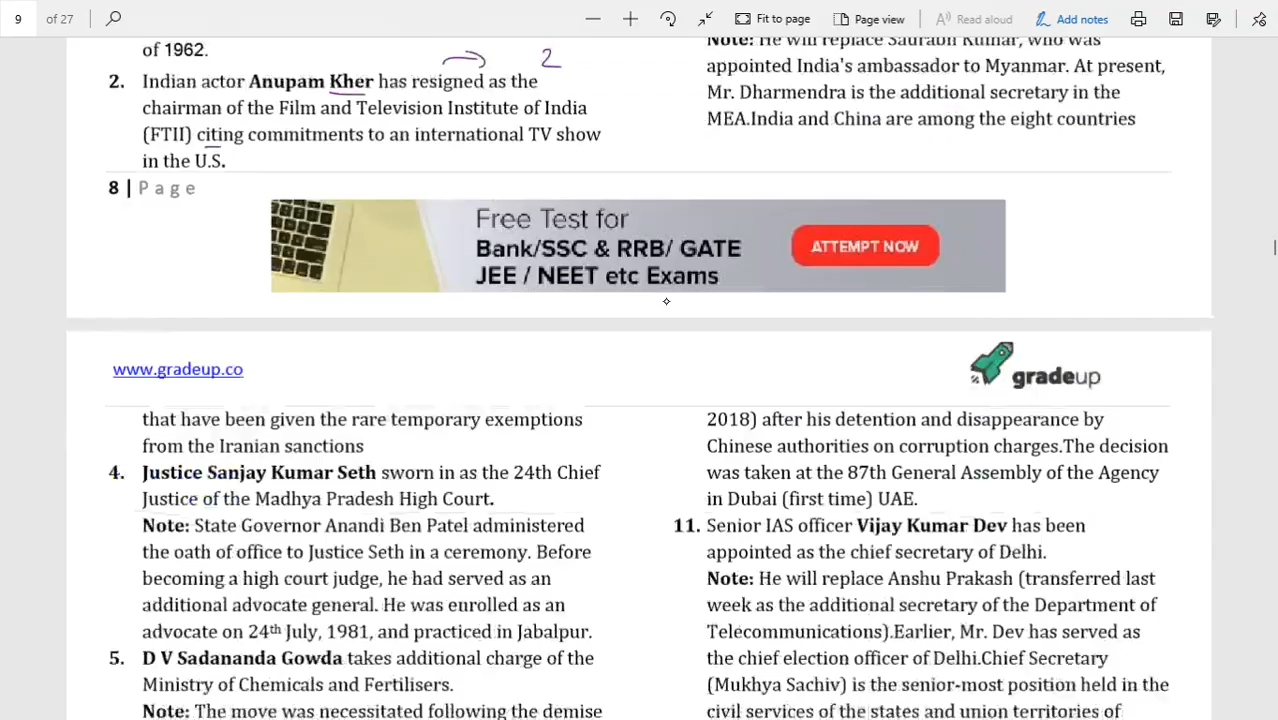 9 of 27
Fit to page
Page view
Read aloud
Add notes
of 1962.
2
2. Indian actor Anupam Kher has resigned as the
chairman of the Film and Television Institute of India
(FTII) citing commitments to an international TV show
in the U.S.
Note: He will replace Saurabh Kumar, who was
appointed India's ambassador to Myanmar. At present,
Mr. Dharmendra is the additional secretary in the
MEA.India and China are among the eight countries
8 | Page
Free Test for
Bank/SSC & RRB/ GATE
JEE / NEET etc Exams
ATTEMPT NOW
www.gradeup.co
gradeup
that have been given the rare temporary exemptions
from the Iranian sanctions
4. Justice Sanjay Kumar Seth sworn in as the 24th Chief
Justice of the Madhya Pradesh High Court.
Note: State Governor Anandi Ben Patel administered
the oath of office to Justice Seth in a ceremony. Before
becoming a high court judge, he had served as an
additional advocate general. He was enrolled as an
advocate on 24th July, 1981, and practiced in Jabalpur.
5. D V Sadananda Gowda takes additional charge of the
Ministry of Chemicals and Fertilisers.
Note: The move was necessitated following the demise
2018) after his detention and disappearance by
Chinese authorities on corruption charges.The decision
was taken at the 87th General Assembly of the Agency
in Dubai (first time) UAE.
11. Senior IAS officer Vijay Kumar Dev has been
appointed as the chief secretary of Delhi.
Note: He will replace Anshu Prakash (transferred last
week as the additional secretary of the Department of
Telecommunications).Earlier, Mr. Dev has served as
the chief election officer of Delhi.Chief Secretary
(Mukhya Sachiv) is the senior-most position held in the
civil services of the states and union territories of